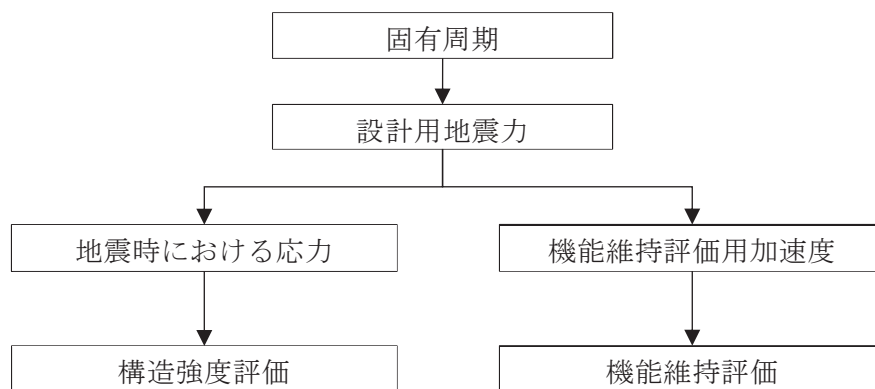 固有周期
設計用地震力
地震時における応力
機能維持評価用加速度
構造強度評価
機能維持評価